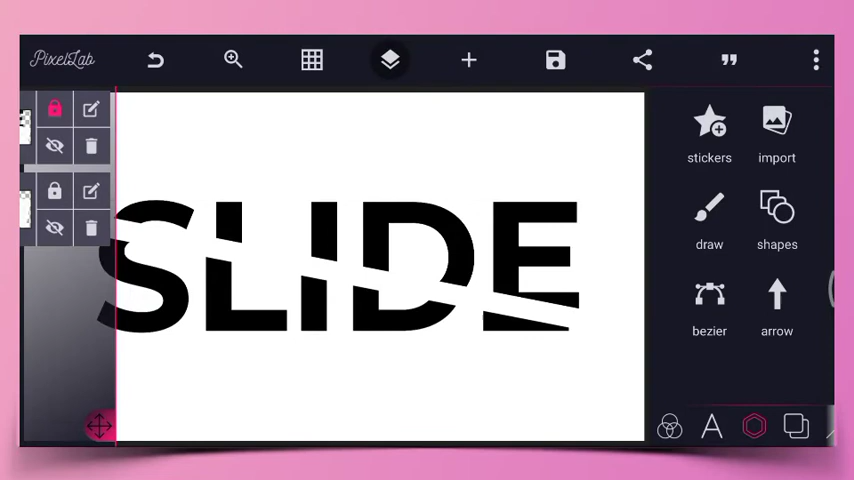 PixelLab
stickers
import
SLIDE
draw
shapes
bezier
arrow
A